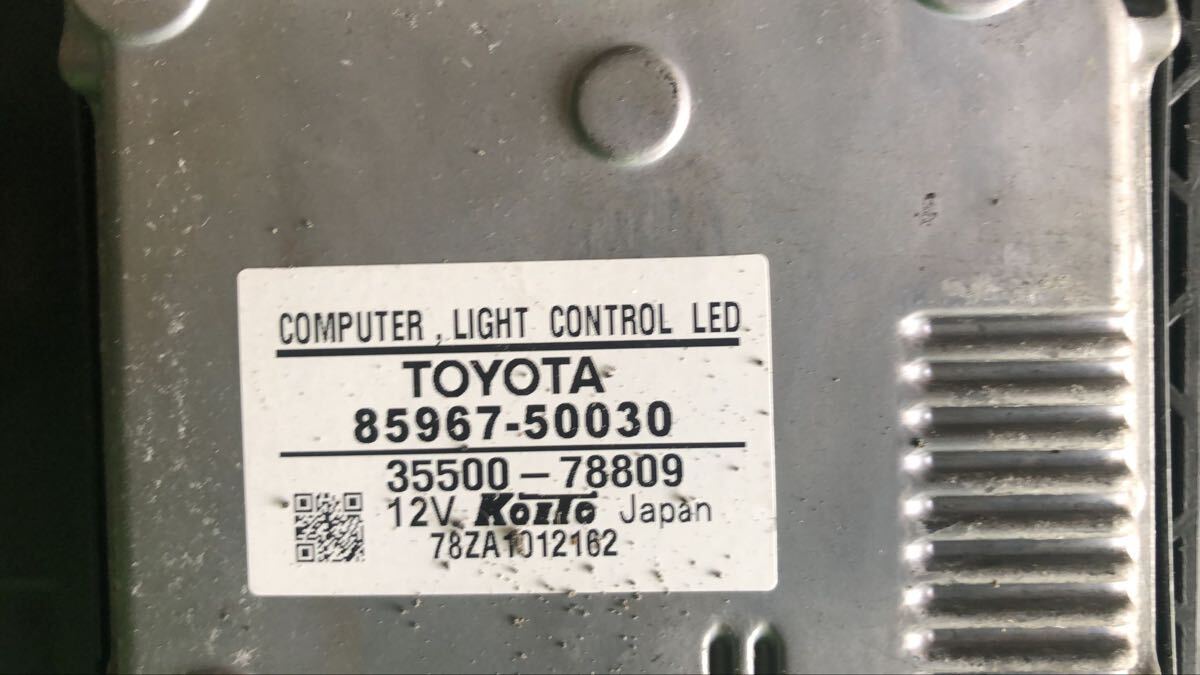 COMPUTER, LIGHT CONTROL LED
TOYOTA
85967-50030
35500-78809
12V Koito Japan
78ZA1012162